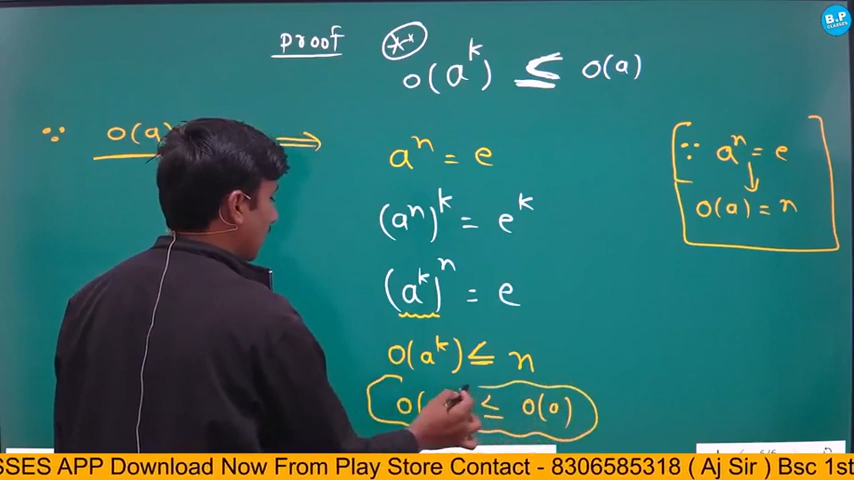 B.P
CLASSES
Proof **
o(a^k) ≤ o(a)
∵ o(a) ⟹ a^n = e
(a^n)^k = e^k
(a^k)^n = e
o(a^k) ≤ n
≤ o(a)
∵ a^n = e
↓
o(a) = n
SSES APP Download Now From Play Store Contact - 8306585318 ( Aj Sir ) Bsc 1st